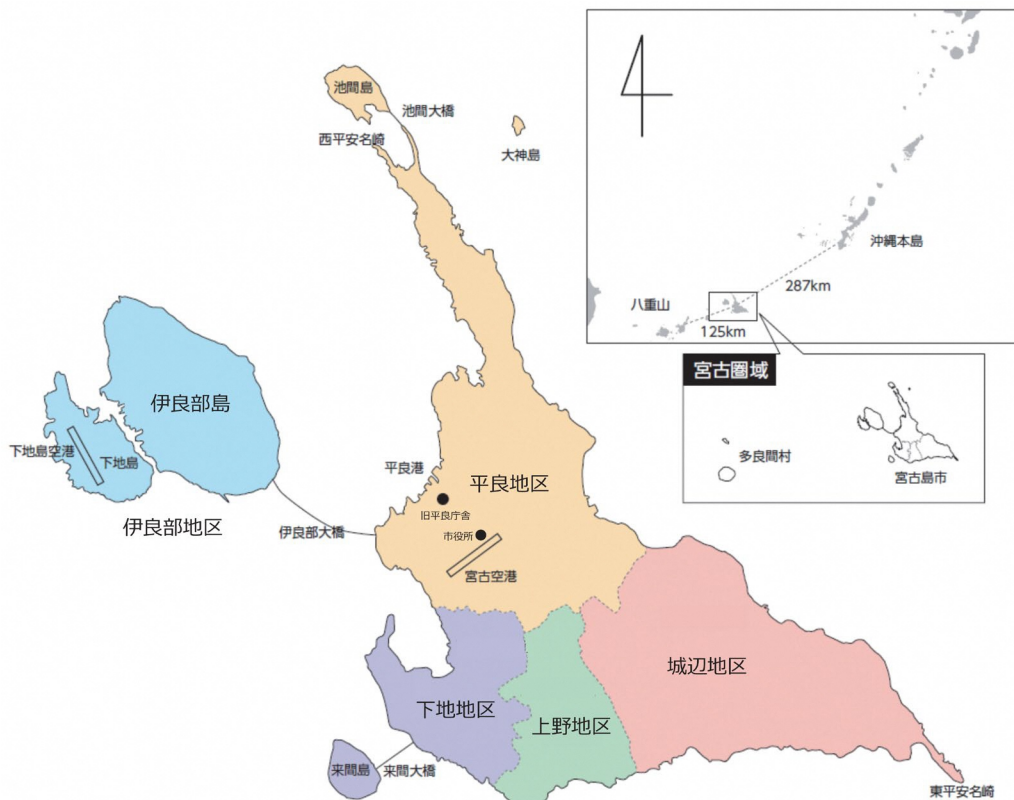 池間島
池間大橋
西平安名崎
大神島
沖縄本島
287km
八重山
125km
宮古圏域
多良間村
宮古島市
伊良部島
下地島空港
下地島
伊良部地区
伊良部大橋
平良港
平良地区
旧平良庁舎
市役所
宮古空港
城辺地区
下地地区
上野地区
来間島
来間大橋
東平安名崎